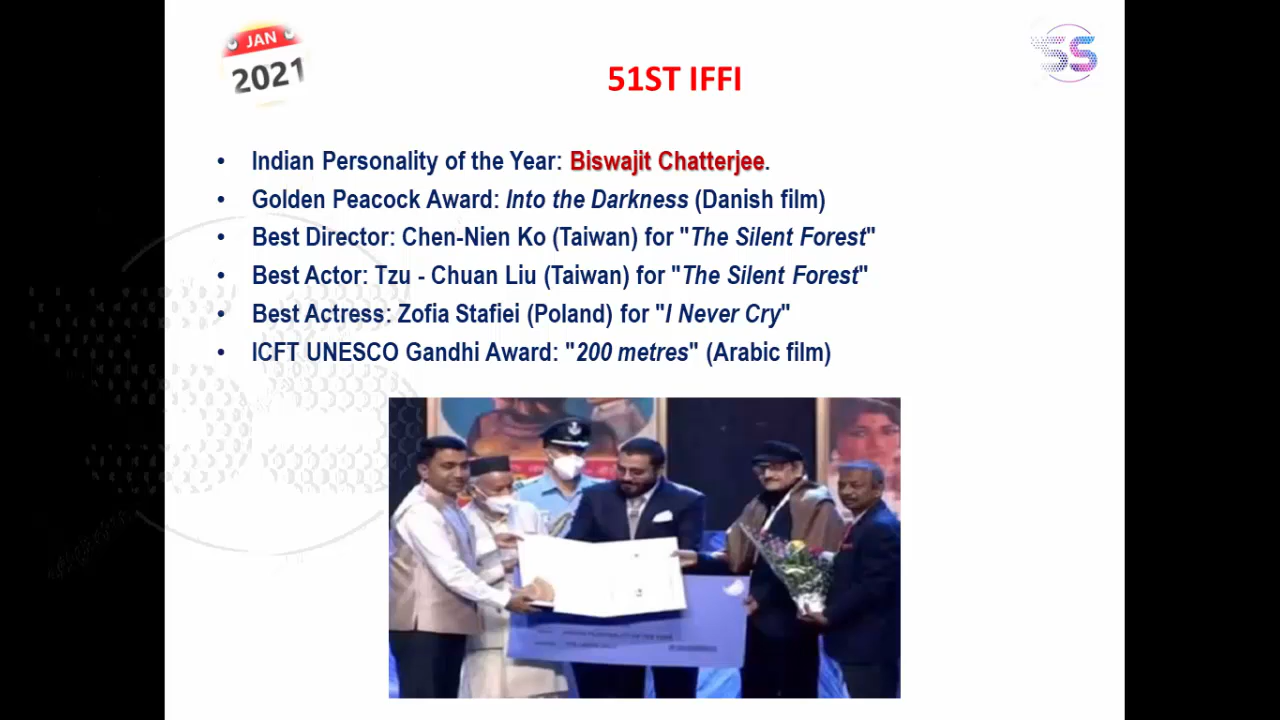 JAN
2021
SS
51ST IFFI
• Indian Personality of the Year: Biswajit Chatterjee.
• Golden Peacock Award: Into the Darkness (Danish film)
• Best Director: Chen-Nien Ko (Taiwan) for "The Silent Forest"
• Best Actor: Tzu - Chuan Liu (Taiwan) for "The Silent Forest"
• Best Actress: Zofia Stafiei (Poland) for "I Never Cry"
• ICFT UNESCO Gandhi Award: "200 metres" (Arabic film)